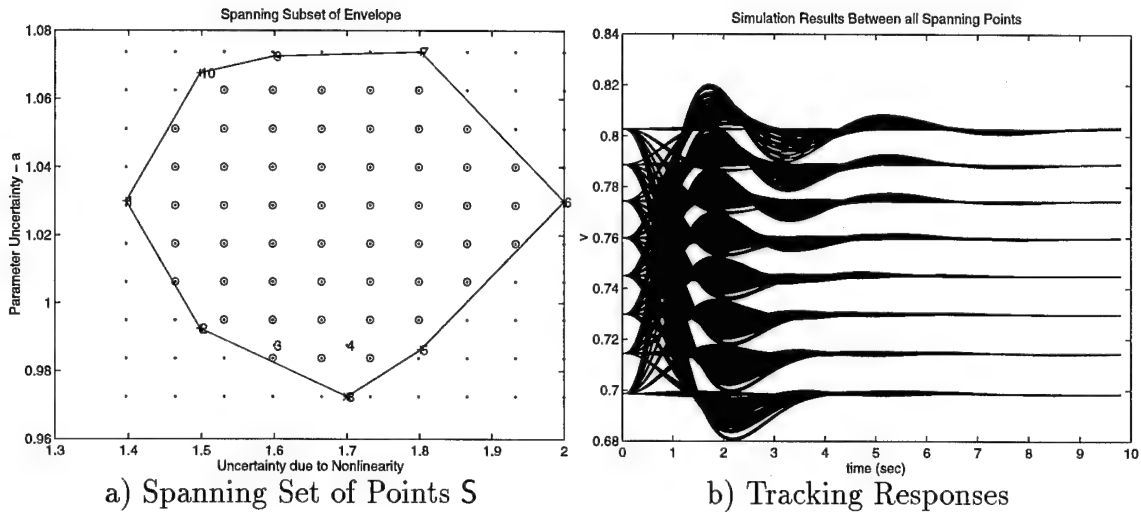 Spanning Subset of Envelope
1.08
1.06
1.04
1.02
1
0.98
0.96
Parameter Uncertainty – a
10
9
7
6
2
3
4
5
8
1.3 1.4 1.5 1.6 1.7 1.8 1.9 2
Uncertainty due to Nonlinearity
a) Spanning Set of Points S
Simulation Results Between all Spanning Points
0.84
0.82
0.8
0.78
0.76
0.74
0.72
0.7
0.68
v
0 1 2 3 4 5 6 7 8 9 10
time (sec)
b) Tracking Responses